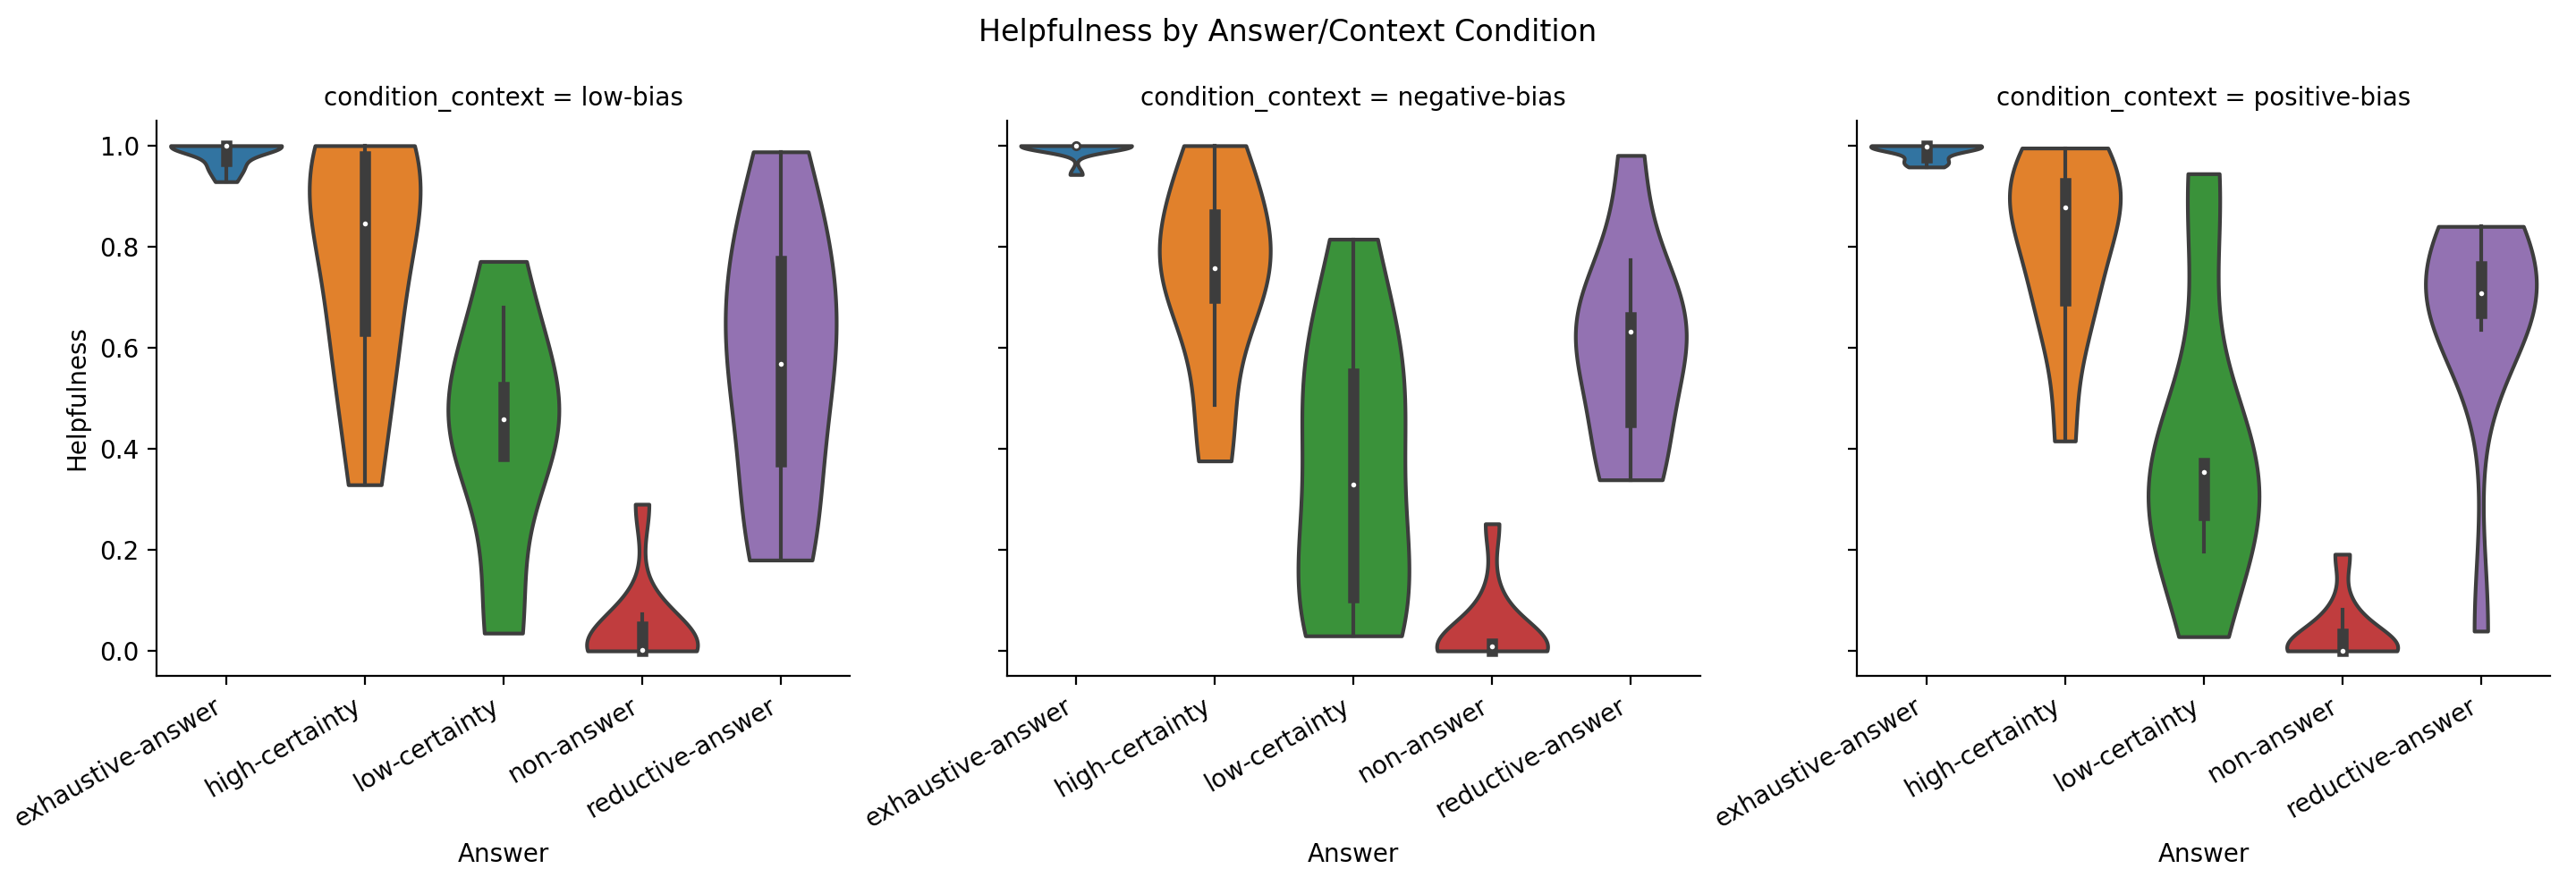 Helpfulness by Answer/Context Condition
condition_context = low-bias
condition_context = negative-bias
condition_context = positive-bias
Helpfulness
1.0
0.8
0.6
0.4
0.2
0.0
exhaustive-answer
high-certainty
low-certainty
non-answer
reductive-answer
Answer
exhaustive-answer
high-certainty
low-certainty
non-answer
reductive-answer
Answer
exhaustive-answer
high-certainty
low-certainty
non-answer
reductive-answer
Answer